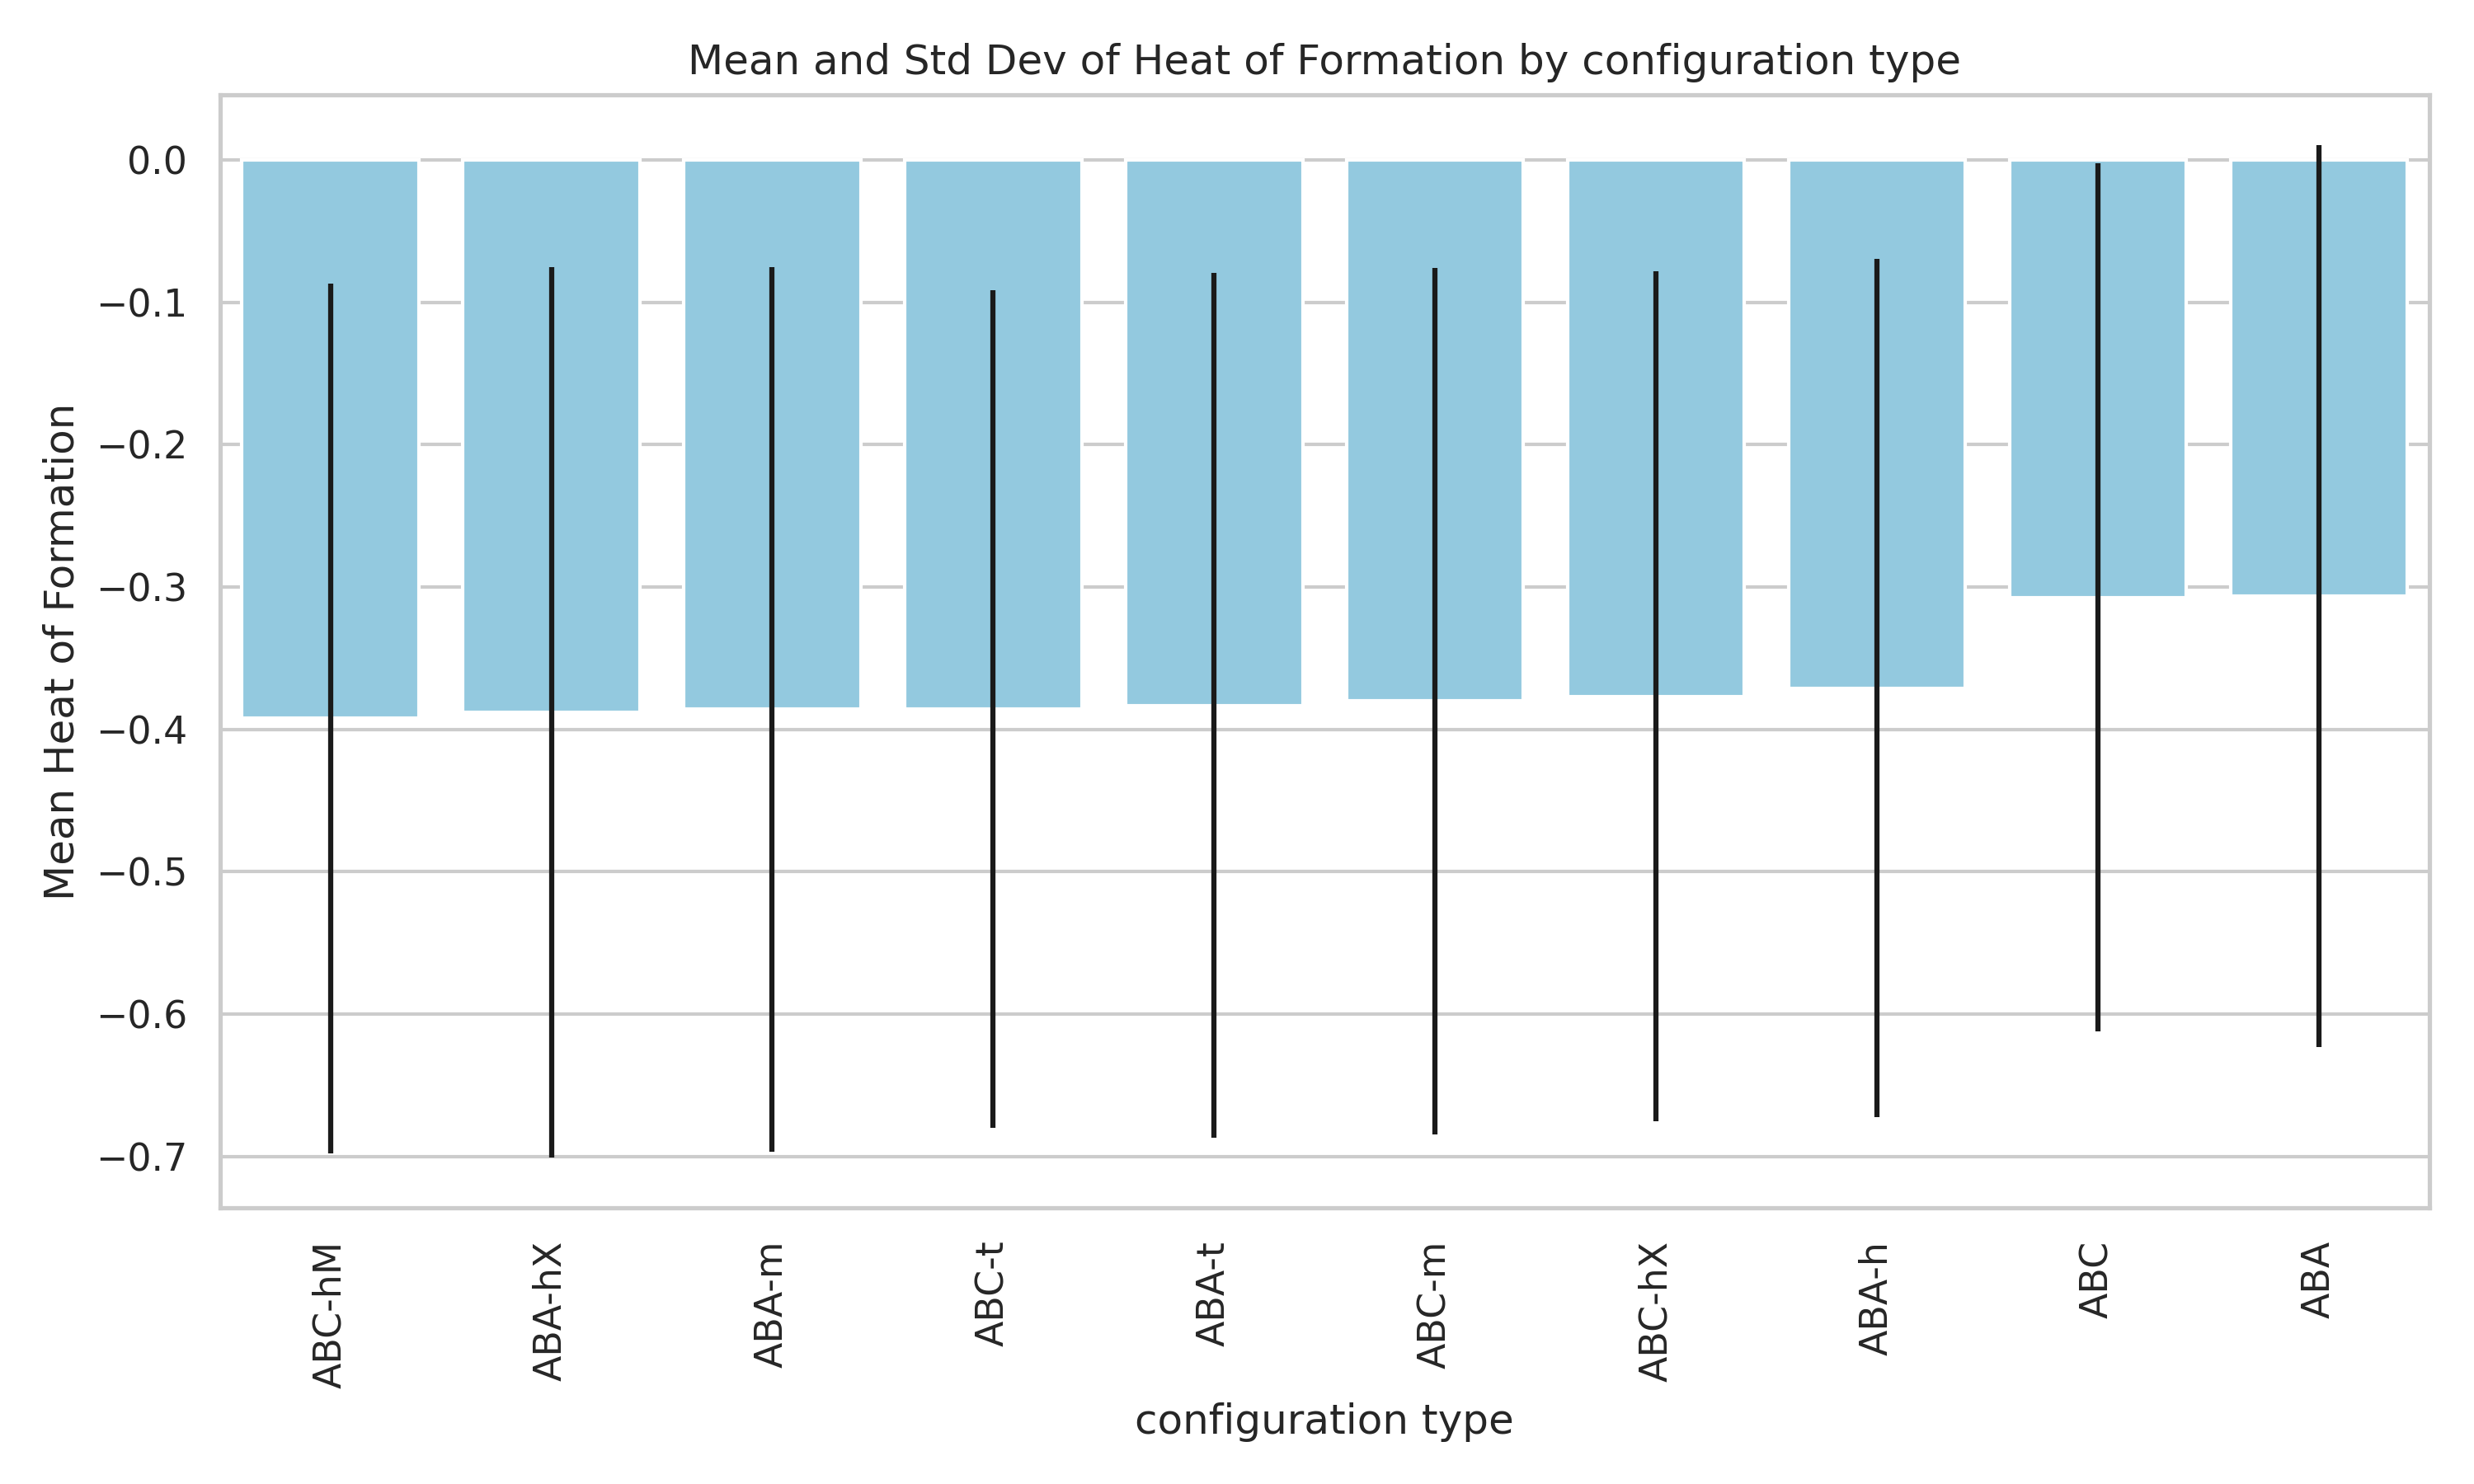 Mean and Std Dev of Heat of Formation by configuration type
Mean Heat of Formation
0.0
−0.1
−0.2
−0.3
−0.4
−0.5
−0.6
−0.7
ABC-hM
ABA-hX
ABA-m
ABC-t
ABA-t
ABC-m
ABC-hX
ABA-h
ABC
ABA
configuration type